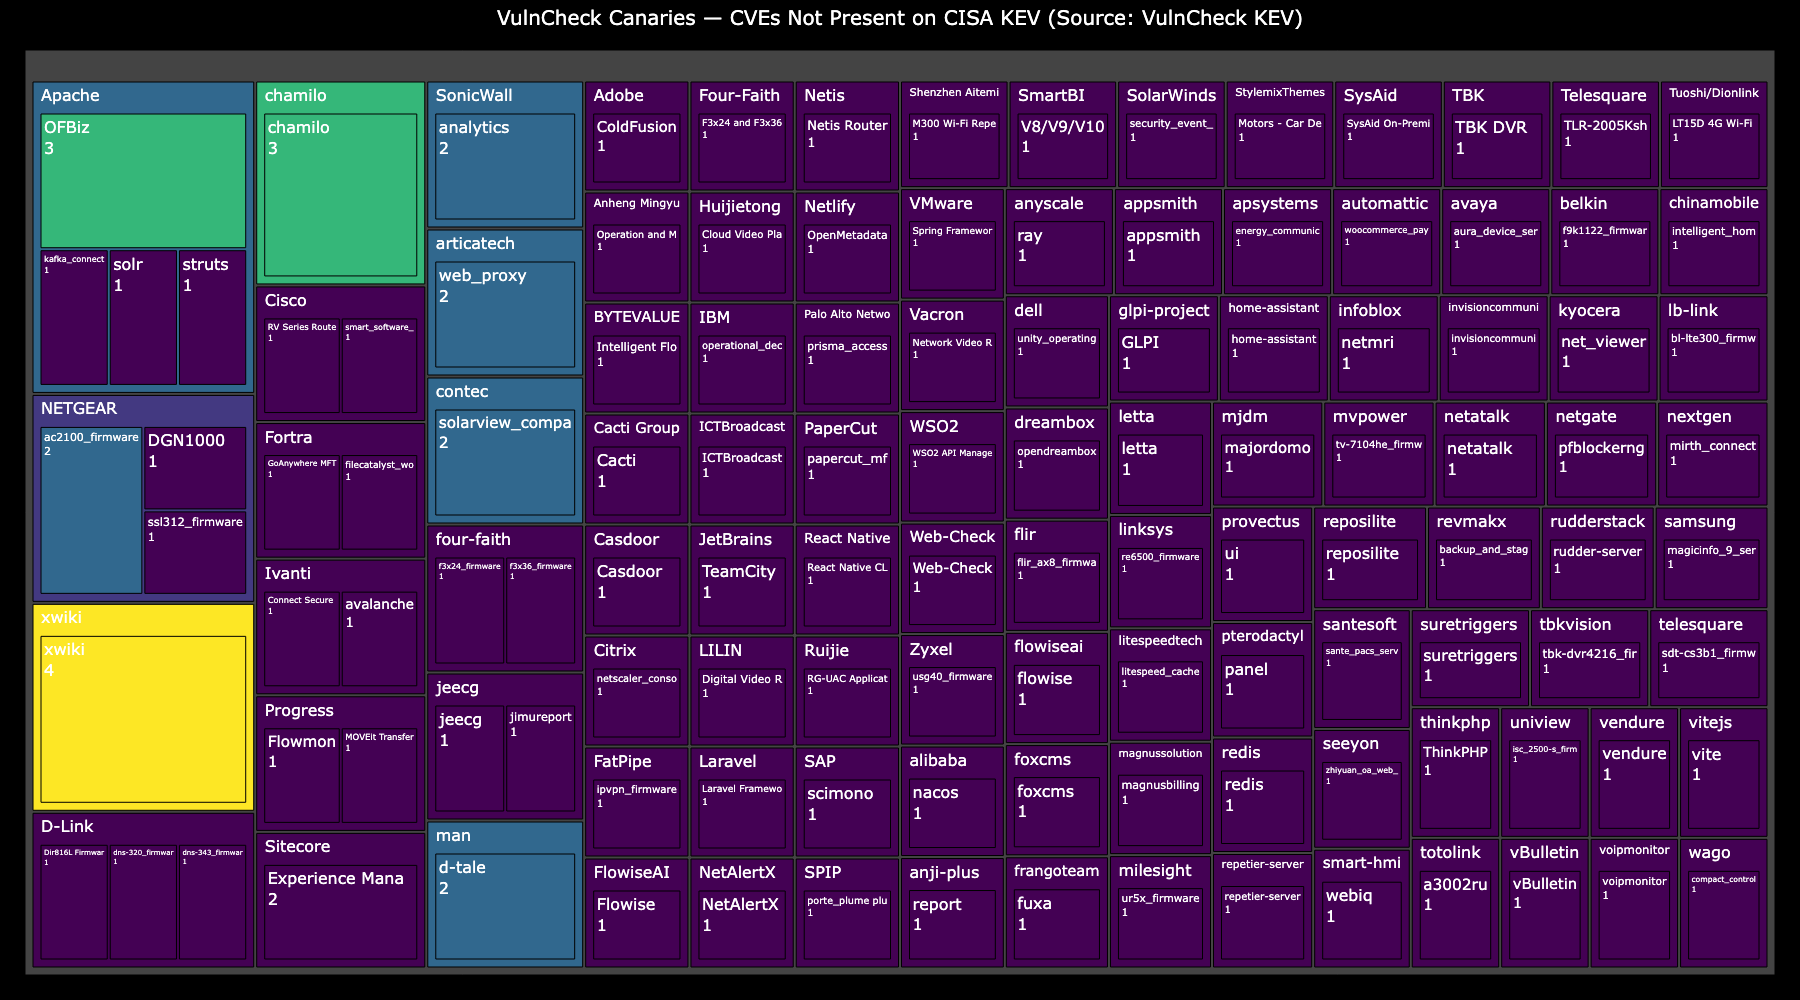 VulnCheck Canaries — CVEs Not Present on CISA KEV (Source: VulnCheck KEV)
Apache
OFBiz
3
kafka_connect
1
solr
1
struts
1
NETGEAR
ac2100_firmware
2
DGN1000
1
ssl312_firmware
1
xwiki
xwiki
4
D-Link
Dir816L Firmwar
1
dns-320_firmwar
1
dns-343_firmwar
1
chamilo
chamilo
3
Cisco
RV Series Route
1
smart_software_
1
Fortra
GoAnywhere MFT
1
filecatalyst_wo
1
Ivanti
Connect Secure
1
avalanche
1
Progress
Flowmon
1
MOVEit Transfer
1
Sitecore
Experience Mana
2
SonicWall
analytics
2
articatech
web_proxy
2
contec
solarview_compa
2
four-faith
f3x24_firmware
1
f3x36_firmware
1
jeecg
jeecg
1
jimureport
1
man
d-tale
2
Adobe
ColdFusion
1
Anheng Mingyu
Operation and M
1
BYTEVALUE
Intelligent Flo
1
Cacti Group
Cacti
1
Casdoor
Casdoor
1
Citrix
netscaler_conso
1
FatPipe
ipvpn_firmware
1
FlowiseAI
Flowise
1
Four-Faith
F3x24 and F3x36
1
Huijietong
Cloud Video Pla
1
IBM
operational_dec
1
ICTBroadcast
ICTBroadcast
1
JetBrains
TeamCity
1
LILIN
Digital Video R
1
Laravel
Laravel Framewo
1
NetAlertX
NetAlertX
1
Netis
Netis Router
1
Netlify
OpenMetadata
1
Palo Alto Netwo
prisma_access
1
PaperCut
papercut_mf
1
React Native
React Native CL
1
Ruijie
RG-UAC Applicat
1
SAP
scimono
1
SPIP
porte_plume plu
1
Shenzhen Aitemi
M300 Wi-Fi Repe
1
VMware
Spring Framewor
1
Vacron
Network Video R
1
WSO2
WSO2 API Manage
1
Web-Check
Web-Check
1
Zyxel
usg40_firmware
1
alibaba
nacos
1
anji-plus
report
1
SmartBI
V8/V9/V10
1
SolarWinds
security_event_
1
StylemixThemes
Motors - Car De
1
SysAid
SysAid On-Premi
1
TBK
TBK DVR
1
Telesquare
TLR-2005Ksh
1
Tuoshi/Dionlink
LT15D 4G Wi-Fi
1
anyscale
ray
1
appsmith
appsmith
1
apsystems
energy_communic
1
automattic
woocommerce_pay
1
avaya
aura_device_ser
1
belkin
f9k1122_firmwar
1
chinamobile
intelligent_hom
1
dell
unity_operating
1
dreambox
opendreambox
1
flir
flir_ax8_firmwa
1
flowiseai
flowise
1
foxcms
foxcms
1
frangoteam
fuxa
1
glpi-project
GLPI
1
home-assistant
home-assistant
1
infoblox
netmri
1
invisioncommuni
invisioncommuni
1
kyocera
net_viewer
1
lb-link
bl-lte300_firmw
1
letta
letta
1
linksys
re6500_firmware
1
litespeedtech
litespeed_cache
1
magnussolution
magnusbilling
1
milesight
ur5x_firmware
1
mjdm
majordomo
1
mvpower
tv-7104he_firmw
1
netatalk
netatalk
1
netgate
pfblockerng
1
nextgen
mirth_connect
1
provectus
ui
1
pterodactyl
panel
1
redis
redis
1
repetier-server
repetier-server
1
reposilite
reposilite
1
revmakx
backup_and_stag
1
rudderstack
rudder-server
1
samsung
magicinfo_9_ser
1
santesoft
sante_pacs_serv
1
seeyon
zhiyuan_oa_web_
1
smart-hmi
webiq
1
suretriggers
suretriggers
1
tbkvision
tbk-dvr4216_fir
1
telesquare
sdt-cs3b1_firmw
1
thinkphp
ThinkPHP
1
uniview
isc_2500-s_firm
1
vendure
vendure
1
vitejs
vite
1
totolink
a3002ru
1
vBulletin
vBulletin
1
voipmonitor
voipmonitor
1
wago
compact_control
1